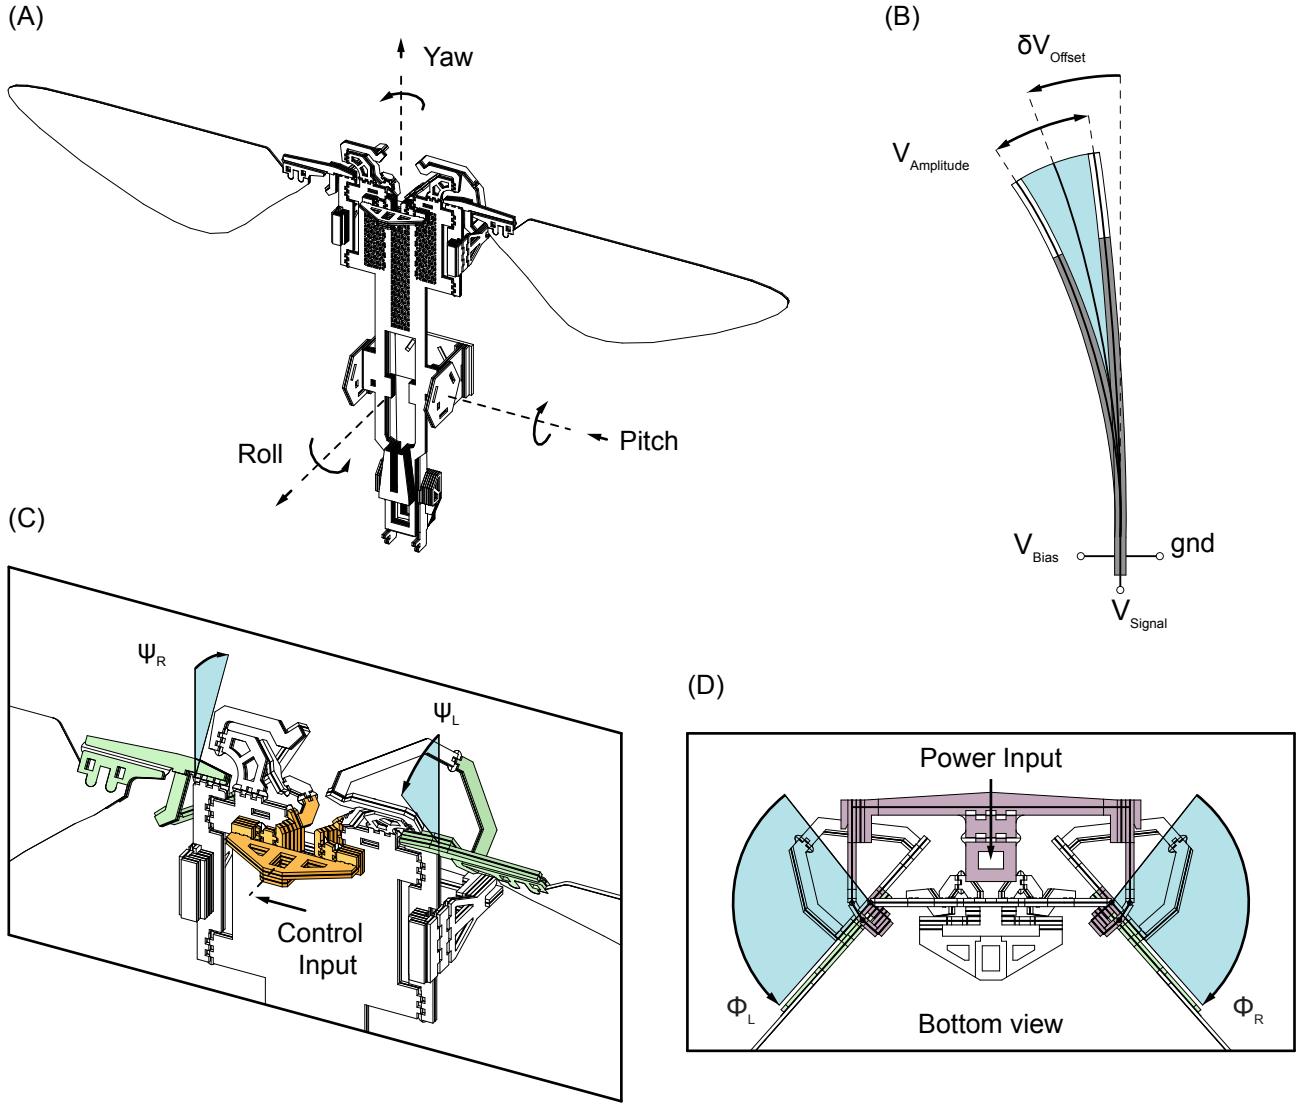 (A)
Yaw
Roll
Pitch
(B)
δV Offset
V Amplitude
V Bias
gnd
V Signal
(C)
Ψ R
Ψ L
Control
Input
(D)
Power Input
Φ L
Φ R
Bottom view